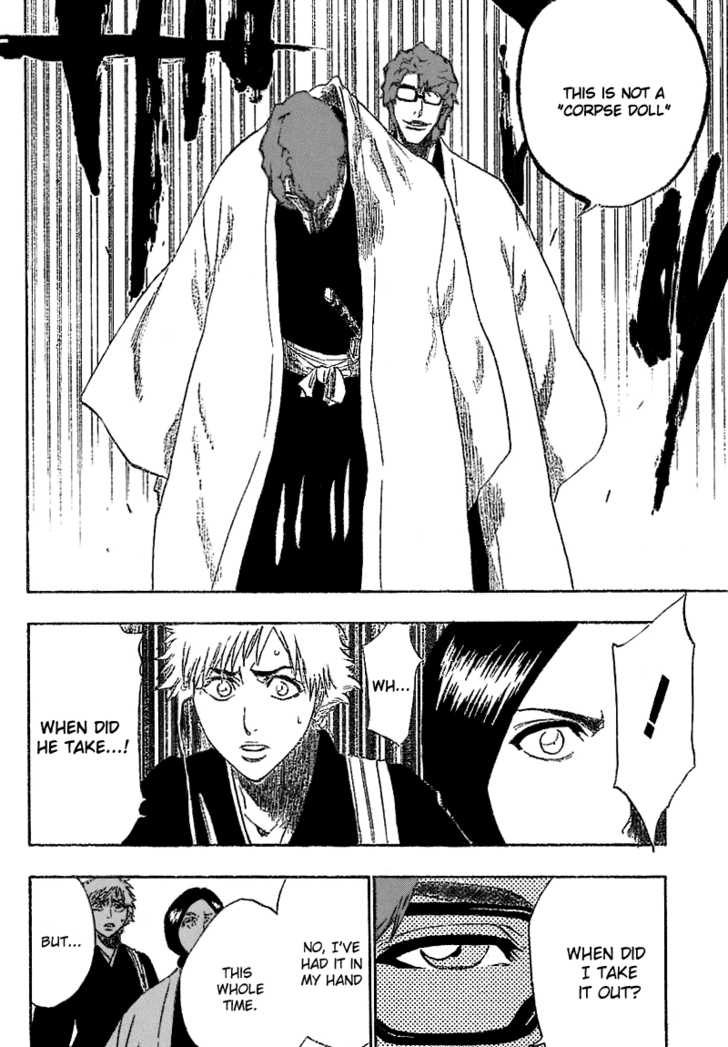 THIS IS NOT A
"CORPSE DOLL"
!
WH...
WHEN DID
HE TAKE...!
WHEN DID
I TAKE
IT OUT?
NO, I'VE
HAD IT IN
MY HAND
THIS
WHOLE
TIME.
BUT...